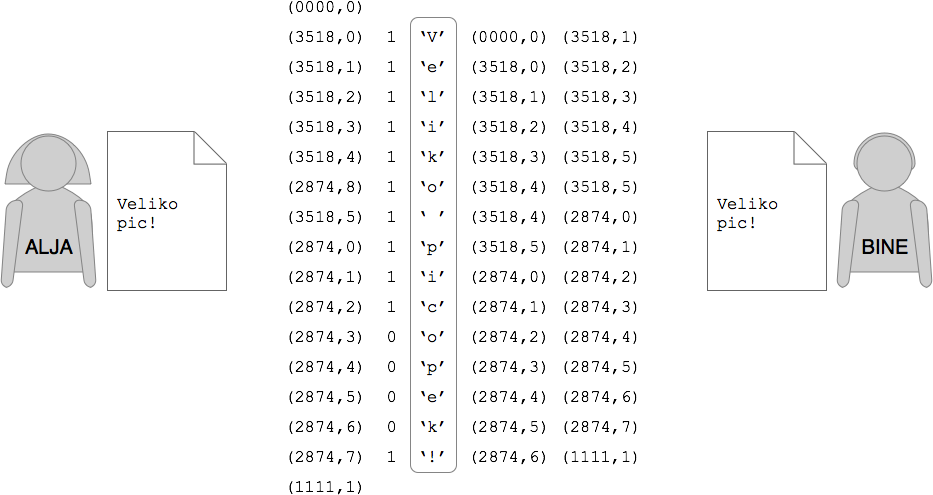 (0000,0)
(3518,0) 1 ‘V’ (0000,0) (3518,1)
(3518,1) 1 ‘e’ (3518,0) (3518,2)
(3518,2) 1 ‘l’ (3518,1) (3518,3)
(3518,3) 1 ‘i’ (3518,2) (3518,4)
(3518,4) 1 ‘k’ (3518,3) (3518,5)
(2874,8) 1 ‘o’ (3518,4) (3518,5)
(3518,5) 1 ‘ ’ (3518,4) (2874,0)
(2874,0) 1 ‘p’ (3518,5) (2874,1)
(2874,1) 1 ‘i’ (2874,0) (2874,2)
(2874,2) 1 ‘c’ (2874,1) (2874,3)
(2874,3) 0 ‘o’ (2874,2) (2874,4)
(2874,4) 0 ‘p’ (2874,3) (2874,5)
(2874,5) 0 ‘e’ (2874,4) (2874,6)
(2874,6) 0 ‘k’ (2874,5) (2874,7)
(2874,7) 1 ‘!’ (2874,6) (1111,1)
(1111,1)
Veliko
pic!
ALJA
Veliko
pic!
BINE